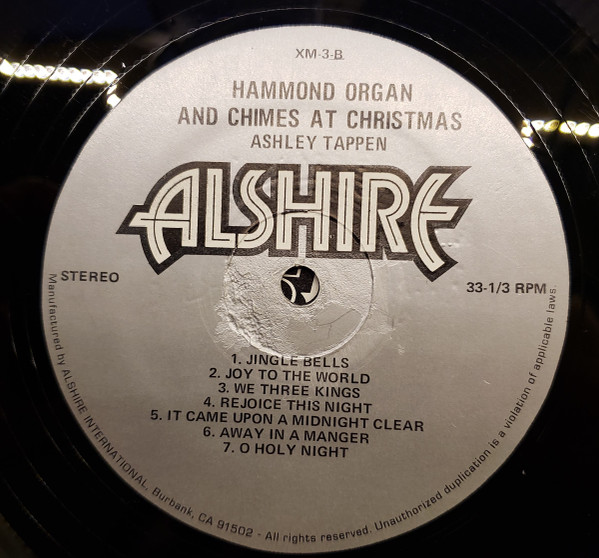 XM-3-B
HAMMOND ORGAN
AND CHIMES AT CHRISTMAS
ASHLEY TAPPEN
ALSHIRE
STEREO
33-1/3 RPM
1. JINGLE BELLS
2. JOY TO THE WORLD
3. WE THREE KINGS
4. REJOICE THIS NIGHT
5. IT CAME UPON A MIDNIGHT CLEAR
6. AWAY IN A MANGER
7. O HOLY NIGHT
Manufactured by ALSHIRE INTERNATIONAL, Burbank, CA 91502 - All rights reserved. Unauthorized duplication is a violation of applicable laws.